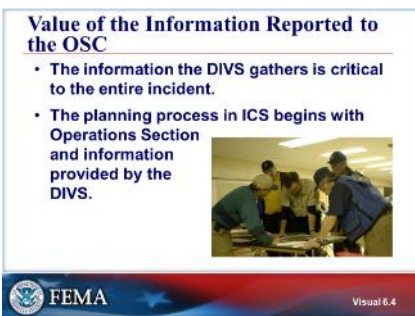 Value of the Information Reported to
the OSC
• The information the DIVS gathers is critical
to the entire incident.
• The planning process in ICS begins with
Operations Section
and information
provided by the
DIVS.
FEMA
Visual 6.4